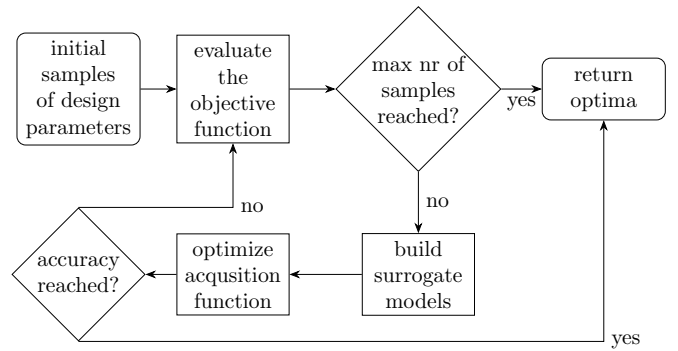 initial
samples
of design
parameters
evaluate
the
objective
function
max nr of
samples
reached?
yes
return
optima
no
no
accuracy
reached?
optimize
acqusition
function
build
surrogate
models
yes